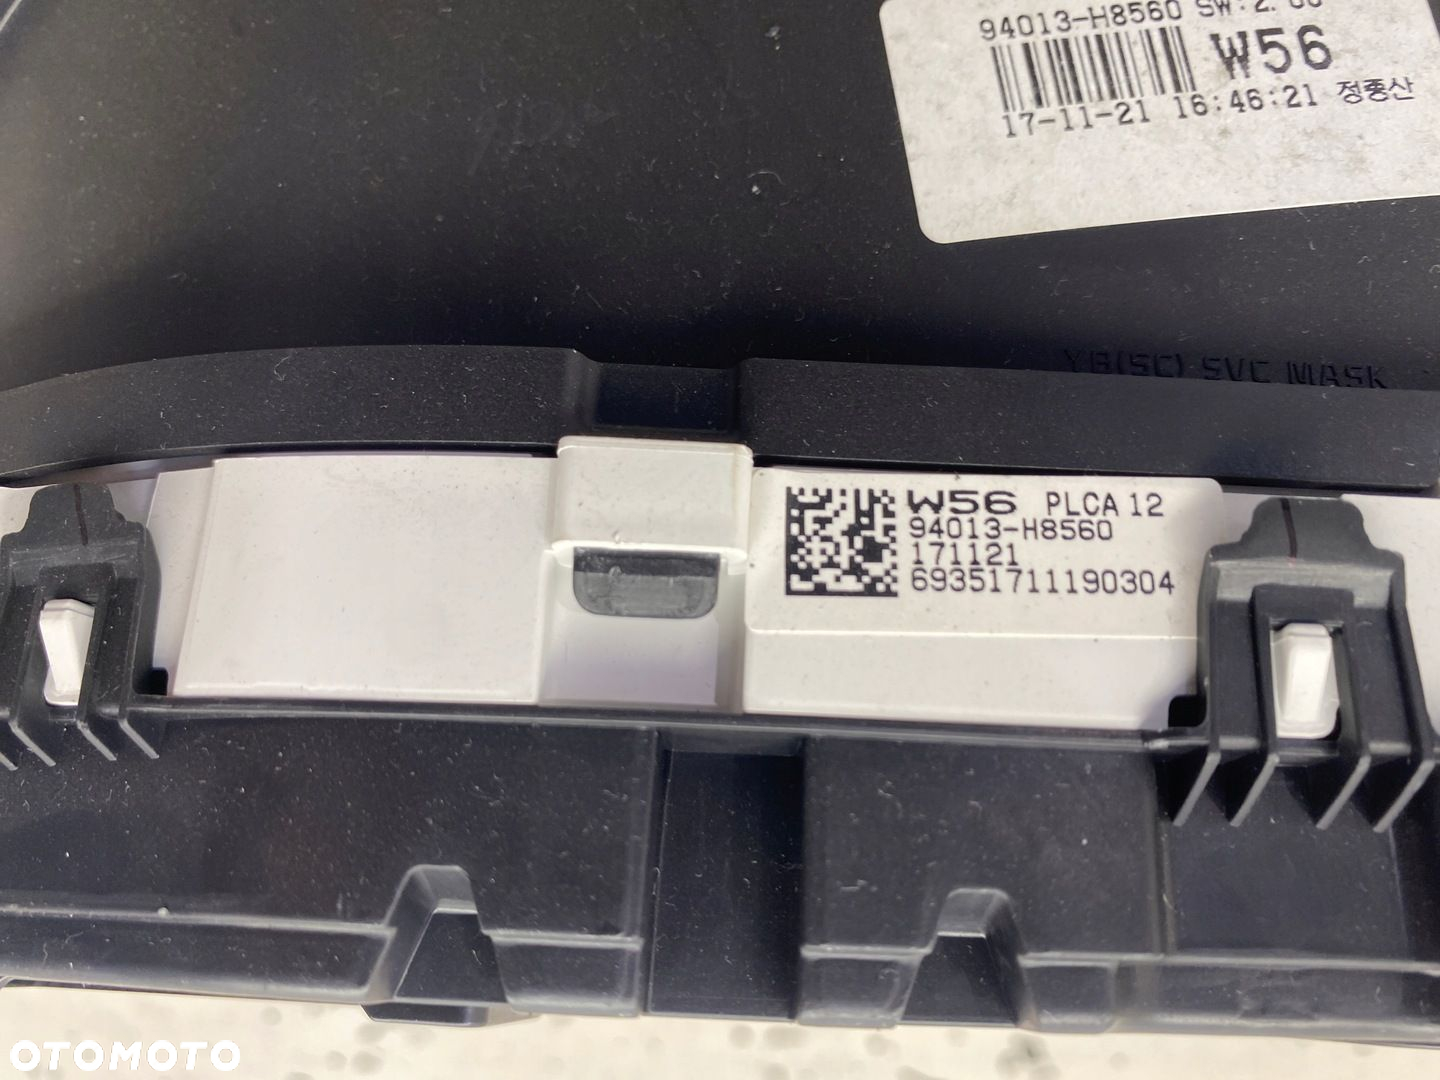 94013-H8560 SW:2.00
W56
17-11-21 16:46:21 정종산
YB(SC) SVC MASK
W56 PLCA 12
94013-H8560
171121
69351711190304
OTOMOTO